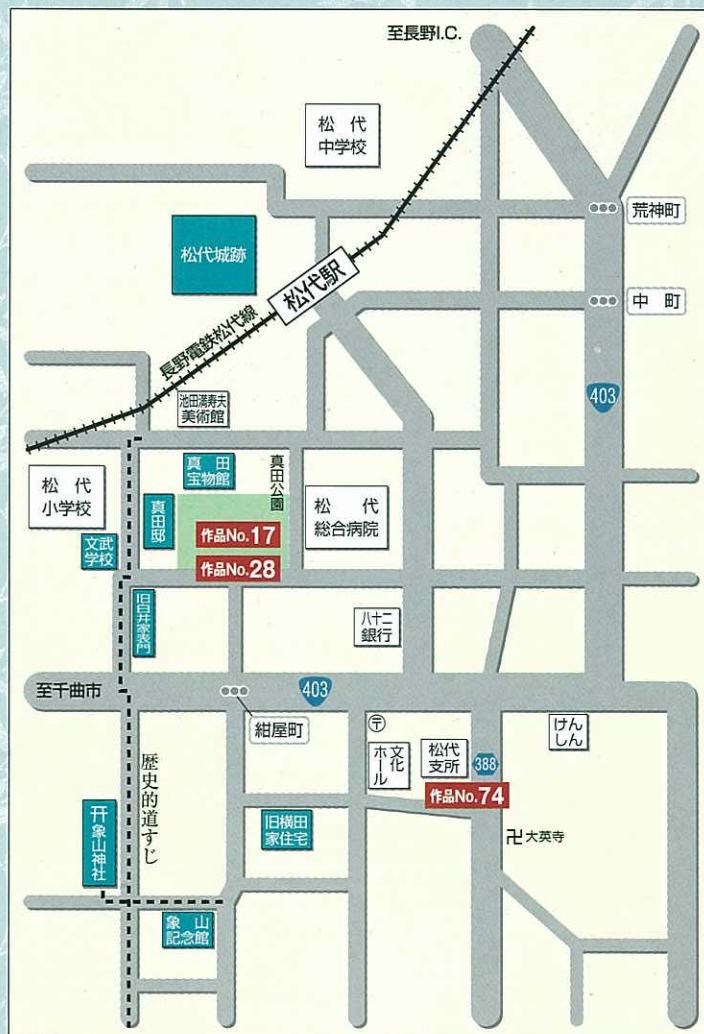 至長野I.C.
松代
中学校
荒神町
松代城跡
松代駅
中町
長野電鉄松代線
403
池田満寿夫
美術館
真田
宝物館
真田公園
松代
小学校
真田邸
松代
総合病院
作品No.17
文武
学校
作品No.28
旧白井家表門
八十二
銀行
至千曲市
403
紺屋町
〒
文化
ホール
松代
支所
388
けん
しん
作品No.74
歴史的道すじ
旧横田
家住宅
卍大英寺
⛩象山神社
象山
記念館